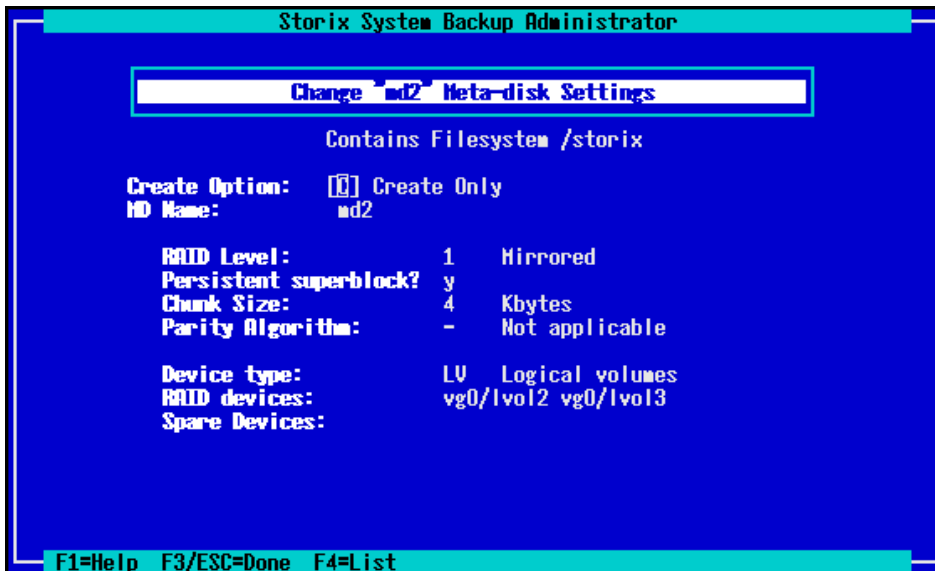 Storix System Backup Administrator
Change "md2" Meta-disk Settings
Contains Filesystem /storix
Create Option: [C] Create Only
MD Name: md2
RAID Level: 1 Mirrored
Persistent superblock? y
Chunk Size: 4 Kbytes
Parity Algorithm: - Not applicable
Device type: LV Logical volumes
RAID devices: vg0/lvol2 vg0/lvol3
Spare Devices:
F1=Help F3/ESC=Done F4=List